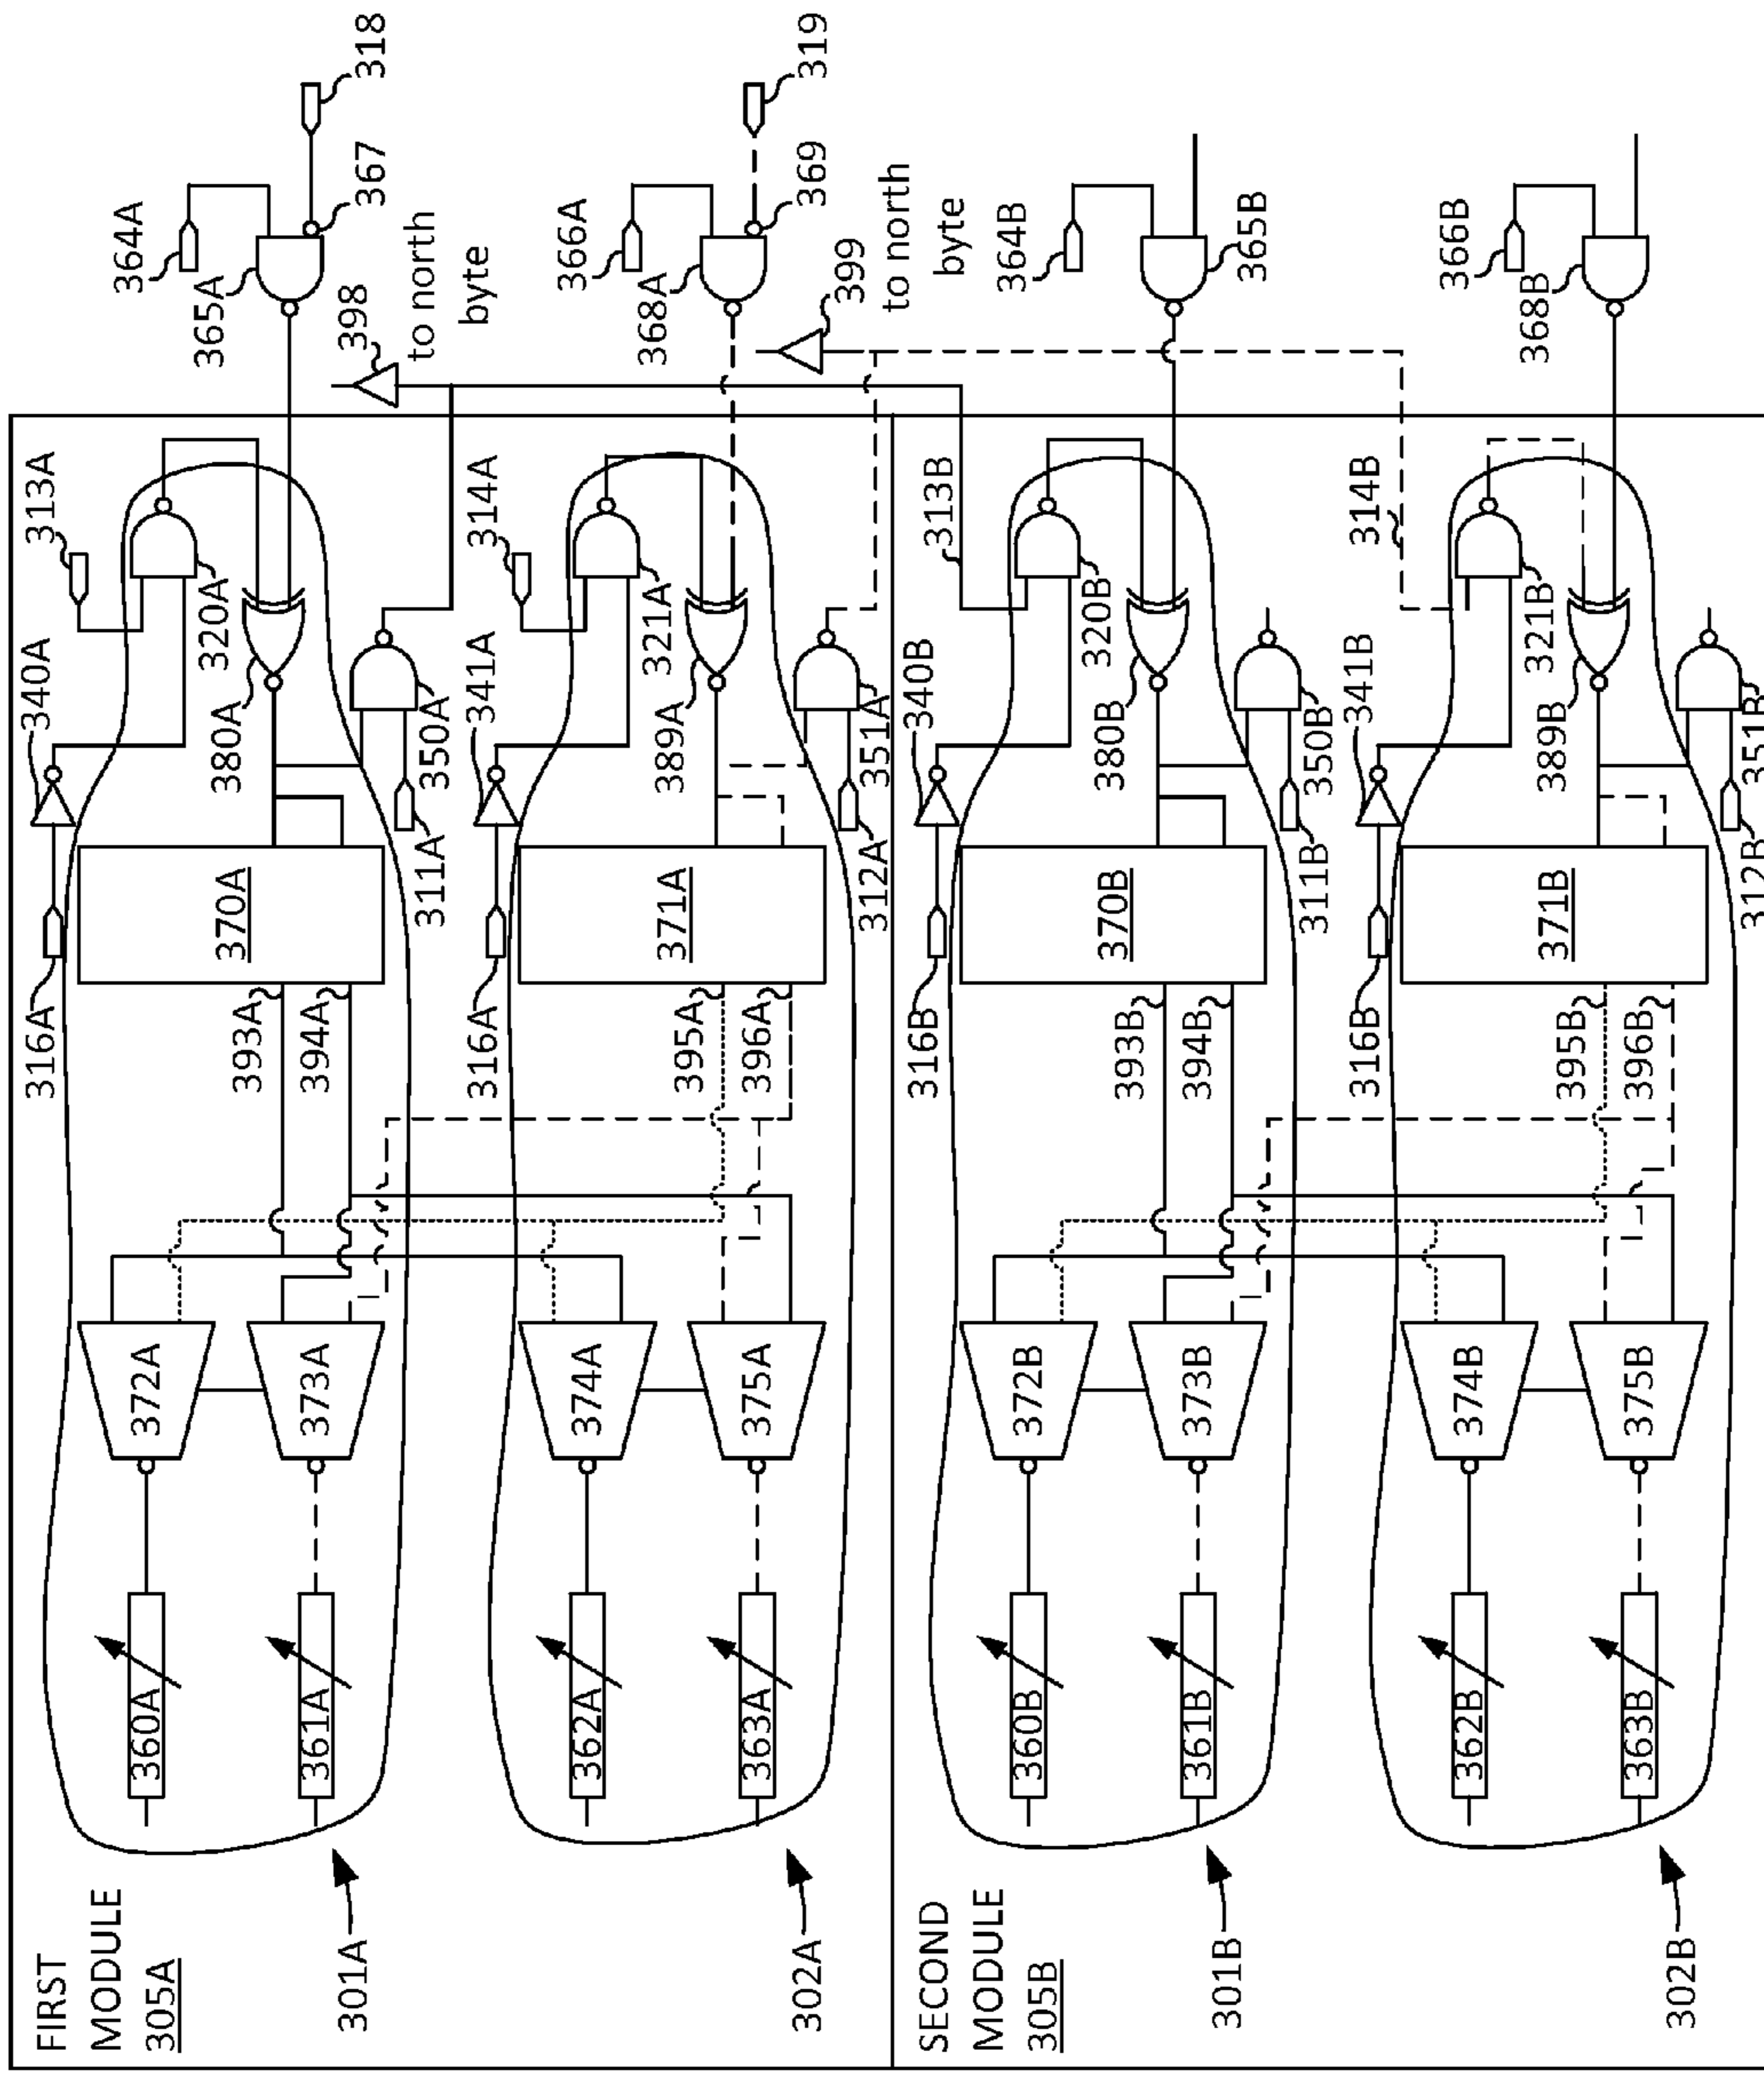 FIRST
MODULE
305A
301A
302A
SECOND
MODULE
305B
301B
302B
360A
361A
362A
363A
360B
361B
362B
363B
372A
373A
374A
375A
372B
373B
374B
375B
316A
393A
394A
316A
395A
396A
316B
393B
394B
316B
395B
396B
370A
371A
370B
371B
311A
312A
311B
312B
340A
380A
350A
341A
389A
351A
340B
380B
350B
341B
389B
351B
313A
320A
314A
321A
313B
320B
314B
321B
364A
365A
398
to north
byte
366A
368A
399
to north
byte
364B
365B
366B
368B
318
367
319
369